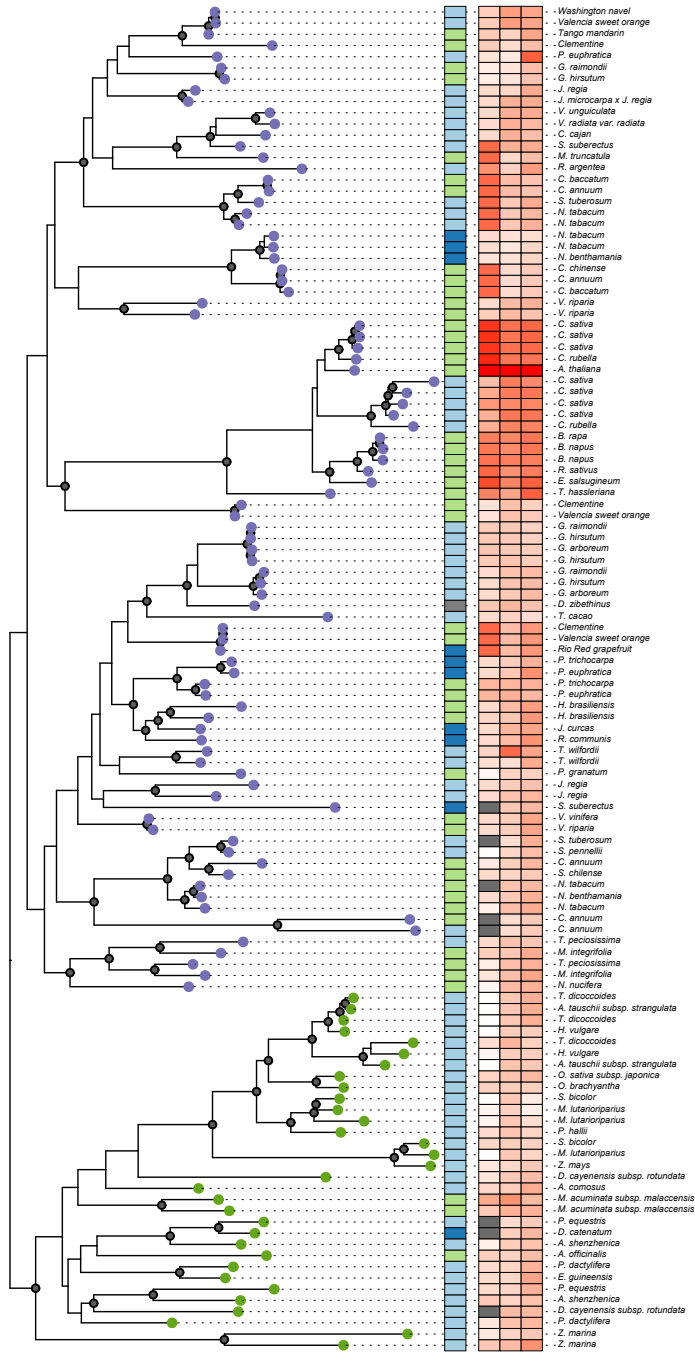 Washington navel
Valencia sweet orange
Tango mandarin
Clementine
P. euphratica
G. raimondii
G. hirsutum
J. regia
J. microcarpa x J. regia
V. unguiculata
V. radiata var. radiata
C. cajan
S. suberectus
M. truncatula
R. argentea
C. baccatum
C. annuum
S. tuberosum
N. tabacum
N. tabacum
N. tabacum
N. tabacum
N. benthamania
C. chinense
C. annuum
C. baccatum
V. riparia
V. riparia
C. sativa
C. sativa
C. sativa
C. rubella
A. thaliana
C. sativa
C. sativa
C. sativa
C. sativa
C. rubella
B. rapa
B. napus
B. napus
R. sativus
E. salsugineum
T. hassleriana
Clementine
Valencia sweet orange
G. raimondii
G. hirsutum
G. arboreum
G. hirsutum
G. raimondii
G. hirsutum
G. arboreum
D. zibethinus
T. cacao
Clementine
Valencia sweet orange
Rio Red grapefruit
P. trichocarpa
P. euphratica
P. trichocarpa
P. euphratica
H. brasiliensis
H. brasiliensis
J. curcas
R. communis
T. wilfordii
T. wilfordii
P. granatum
J. regia
J. regia
S. suberectus
V. vinifera
V. riparia
S. tuberosum
S. pennellii
C. annuum
S. chilense
N. tabacum
N. benthamania
N. tabacum
C. annuum
C. annuum
T. peciosissima
M. integrifolia
T. peciosissima
M. integrifolia
N. nucifera
T. dicoccoides
A. tauschii subsp. strangulata
T. dicoccoides
H. vulgare
T. dicoccoides
H. vulgare
A. tauschii subsp. strangulata
O. sativa subsp. japonica
O. brachyantha
S. bicolor
M. lutarioriparius
M. lutarioriparius
P. hallii
S. bicolor
M. lutarioriparius
Z. mays
D. cayenensis subsp. rotundata
A. comosus
M. acuminata subsp. malaccensis
M. acuminata subsp. malaccensis
P. equestris
D. catenatum
A. shenzhenica
A. officinalis
P. dactylifera
E. guineensis
P. equestris
A. shenzhenica
D. cayenensis subsp. rotundata
P. dactylifera
Z. marina
Z. marina